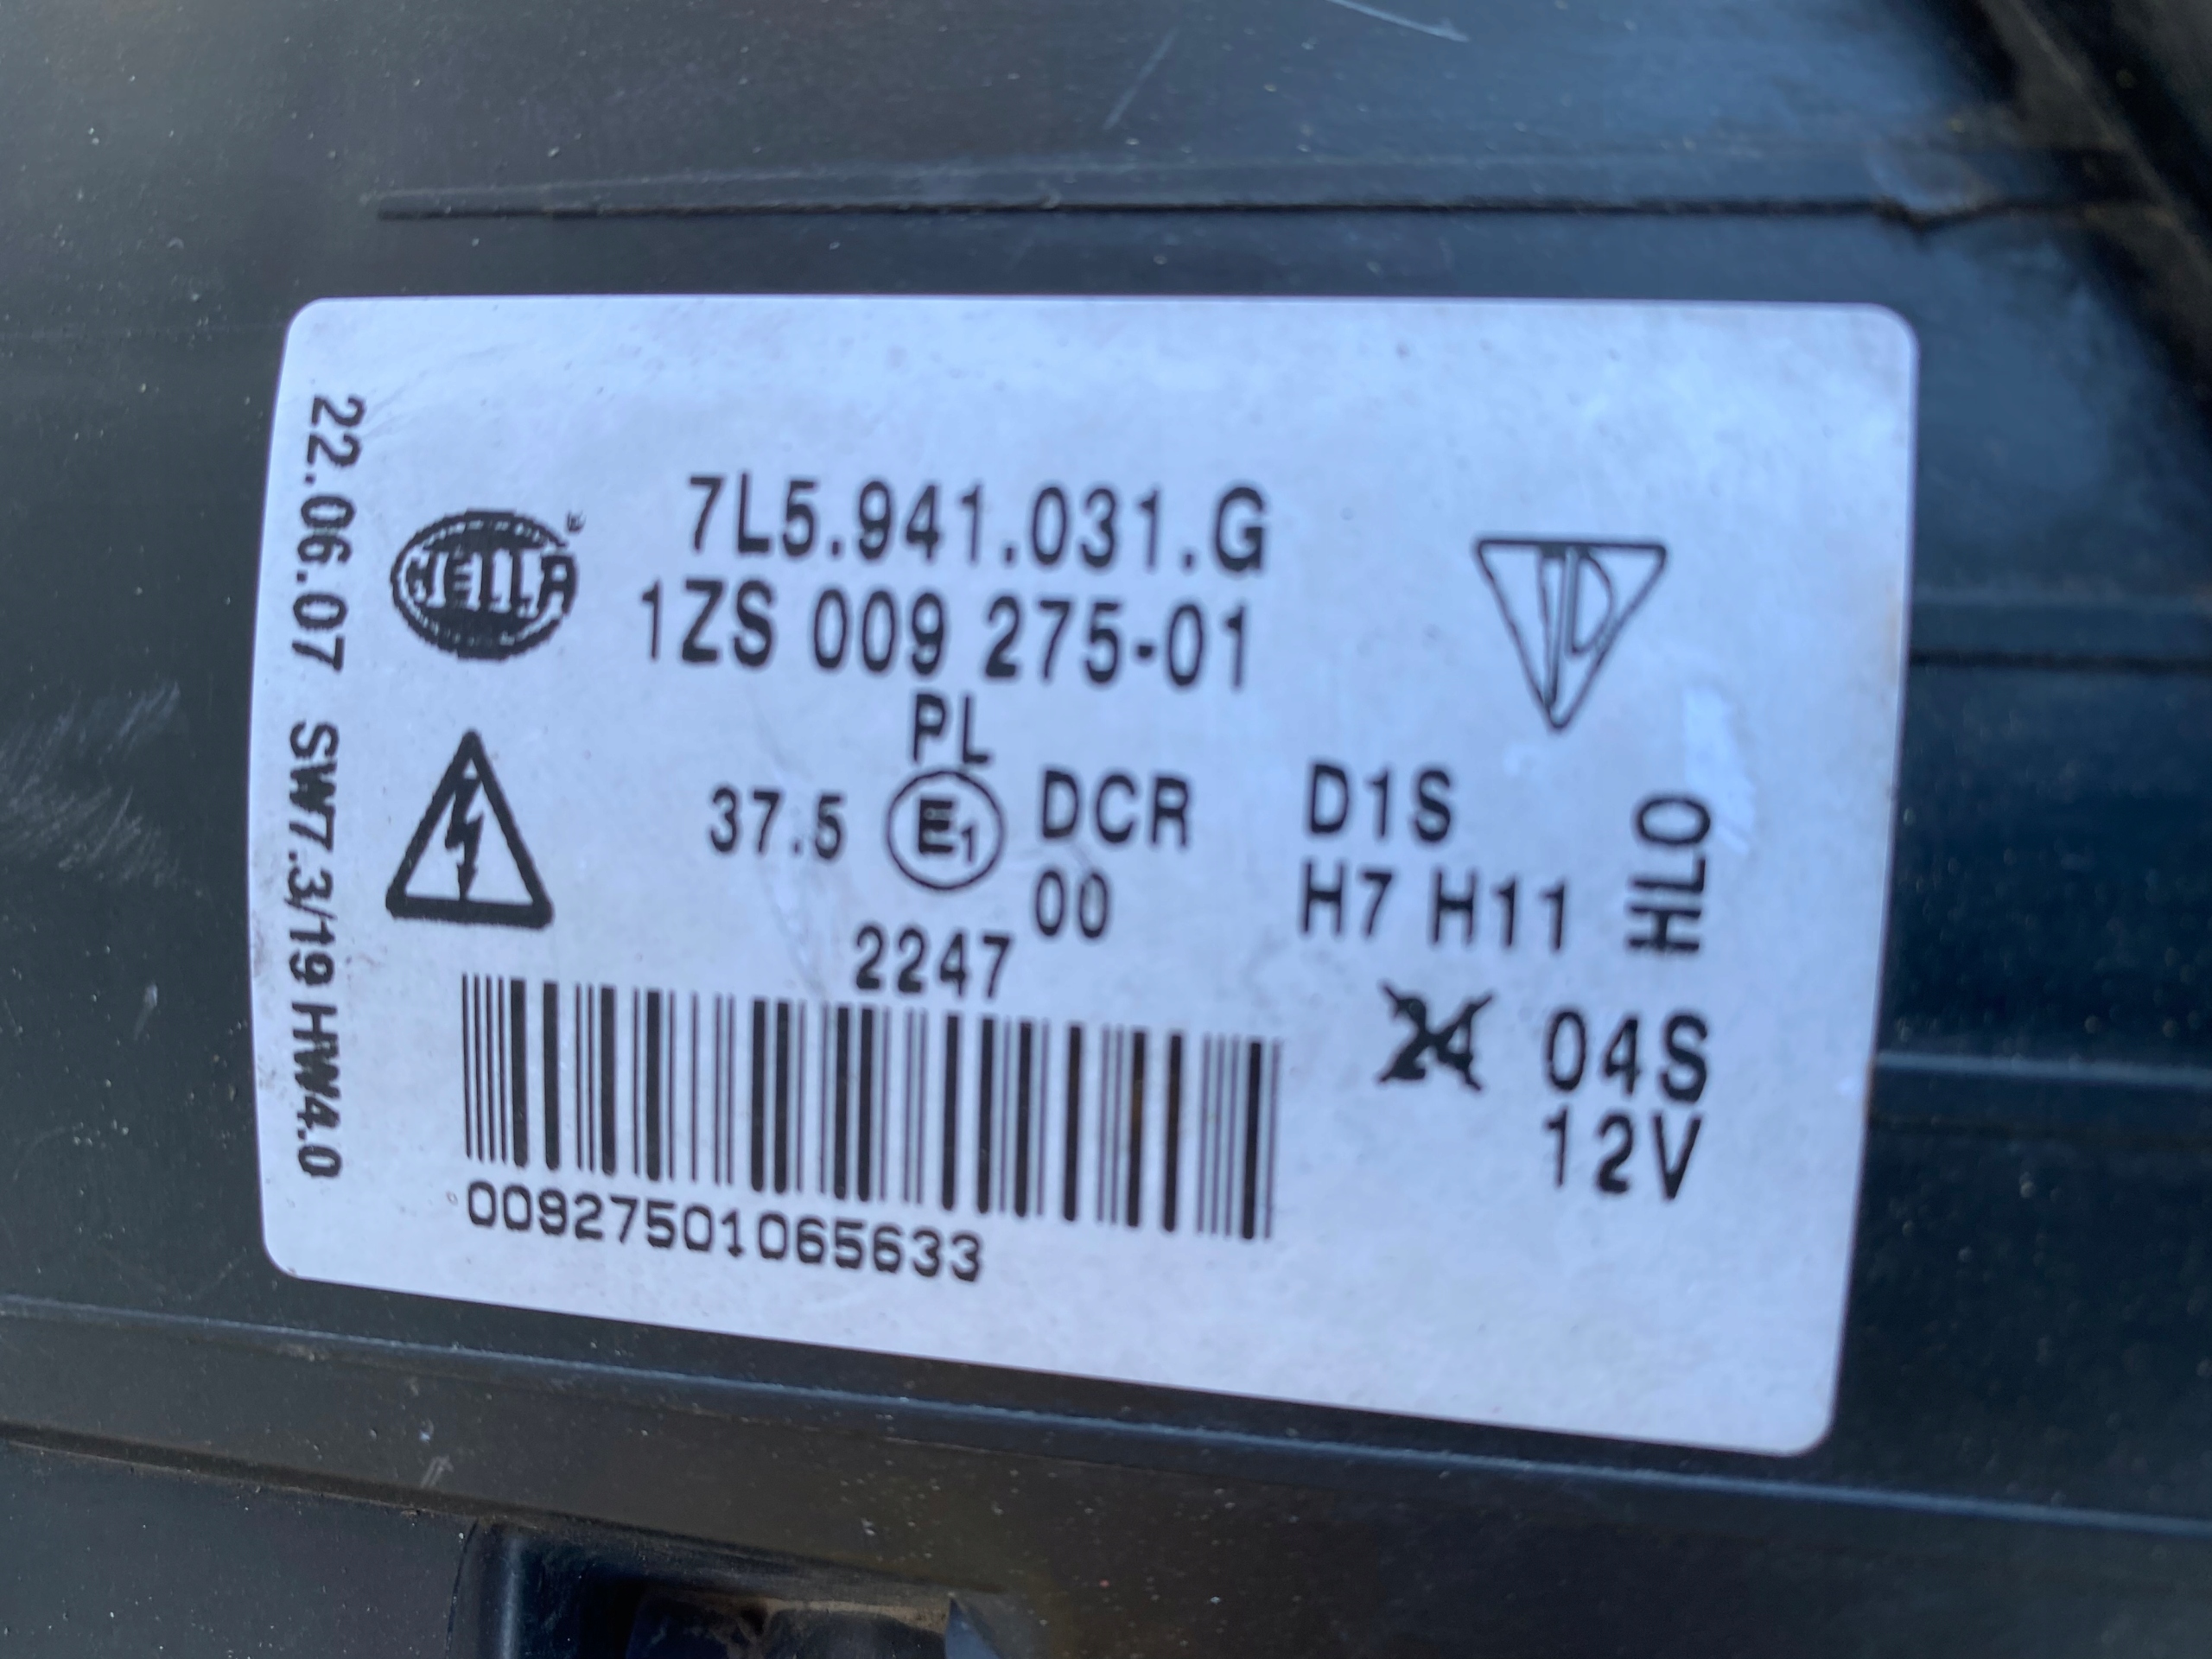 22.06.07 SW7.3/19 HW4.0
HELLA
7L5.941.031.G
1ZS 009 275-01
PL
37.5 E1 DCR
00
2247
D1S
H7 H11
HLO
24 04S
12V
00927501065633